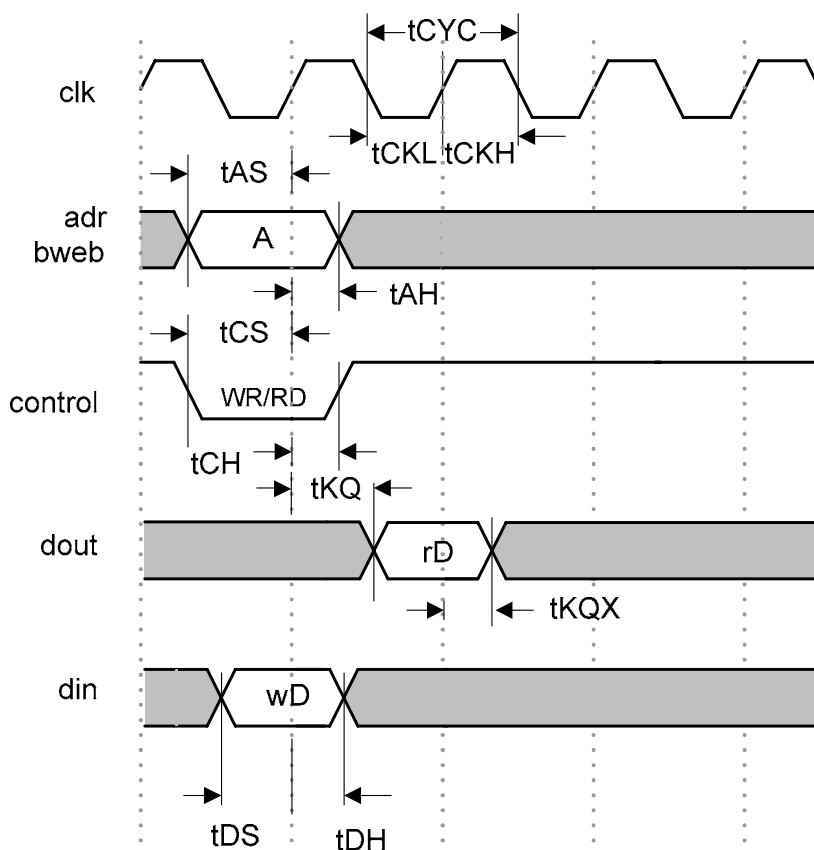 tCYC
clk
tCKL tCKH
tAS
adr
bweb
A
tAH
tCS
control
WR/RD
tCH
tKQ
dout
rD
tKQX
din
wD
tDS
tDH